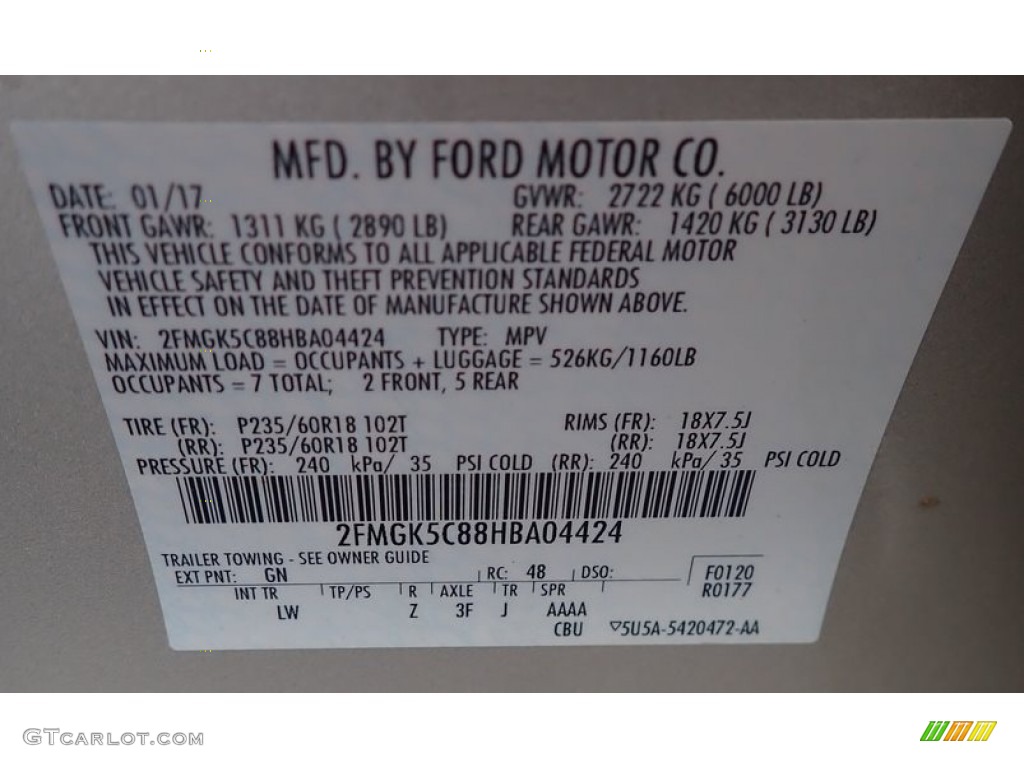 MFD. BY FORD MOTOR CO.
DATE: 01/17 GVWR: 2722 KG ( 6000 LB)
FRONT GAWR: 1311 KG ( 2890 LB) REAR GAWR: 1420 KG ( 3130 LB)
THIS VEHICLE CONFORMS TO ALL APPLICABLE FEDERAL MOTOR
VEHICLE SAFETY AND THEFT PREVENTION STANDARDS
IN EFFECT ON THE DATE OF MANUFACTURE SHOWN ABOVE.
VIN: 2FMGK5C88HBA04424 TYPE: MPV
MAXIMUM LOAD = OCCUPANTS + LUGGAGE = 526KG/1160LB
OCCUPANTS = 7 TOTAL; 2 FRONT, 5 REAR
TIRE (FR): P235/60R18 102T RIMS (FR): 18X7.5J
(RR): P235/60R18 102T (RR): 18X7.5J
PRESSURE (FR): 240 kPa/ 35 PSI COLD (RR): 240 kPa/ 35 PSI COLD
2FMGK5C88HBA04424
TRAILER TOWING - SEE OWNER GUIDE
EXT PNT: GN RC: 48 DSO: F0120
INT TR TP/PS R AXLE TR SPR R0177
LW Z 3F J AAAA
CBU 5U5A-5420472-AA
GTCARLOT.COM